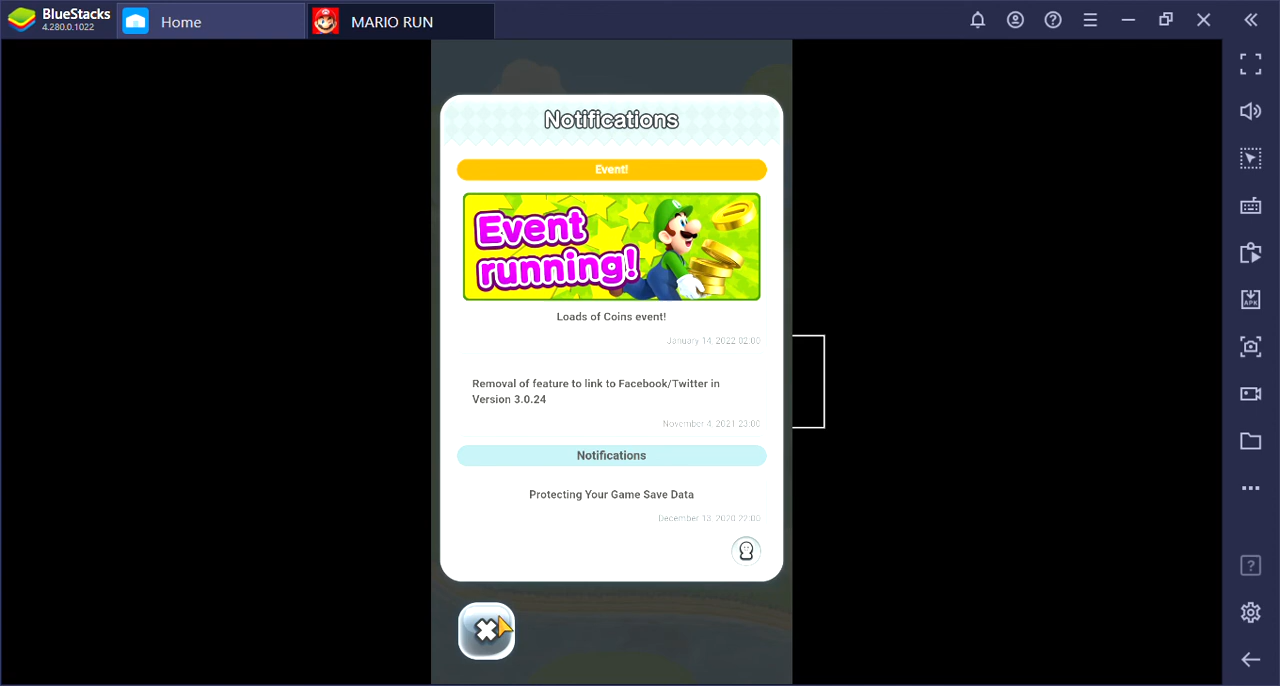 BlueStacks
4.280.0.1022
Home
MARIO RUN
Notifications
Event!
Event
running!
Loads of Coins event!
January 14, 2022 02:00
Removal of feature to link to Facebook/Twitter in
Version 3.0.24
November 4, 2021 23:00
Notifications
Protecting Your Game Save Data
December 13, 2020 22:00
APK